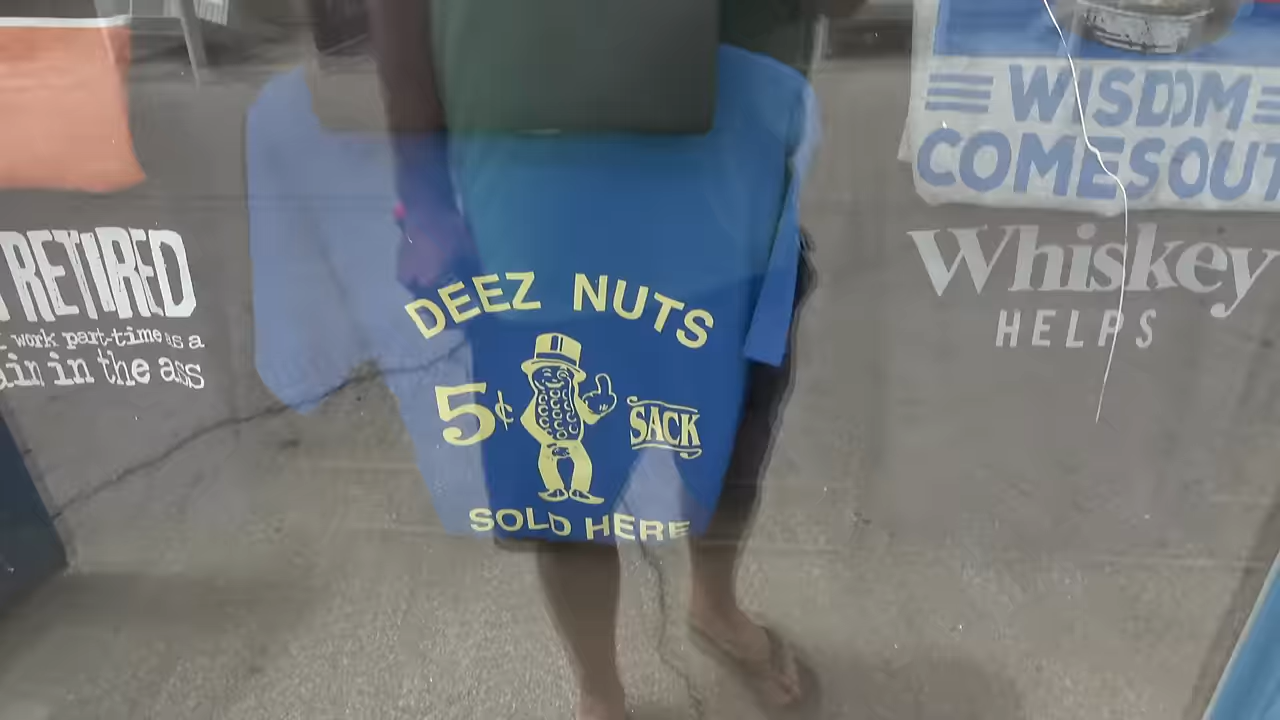 RETIRED
work part-time as a
in the ass
DEEZ NUTS
5¢
SACK
SOLD HERE
WISDOM
COMES OUT
Whiskey
HELPS